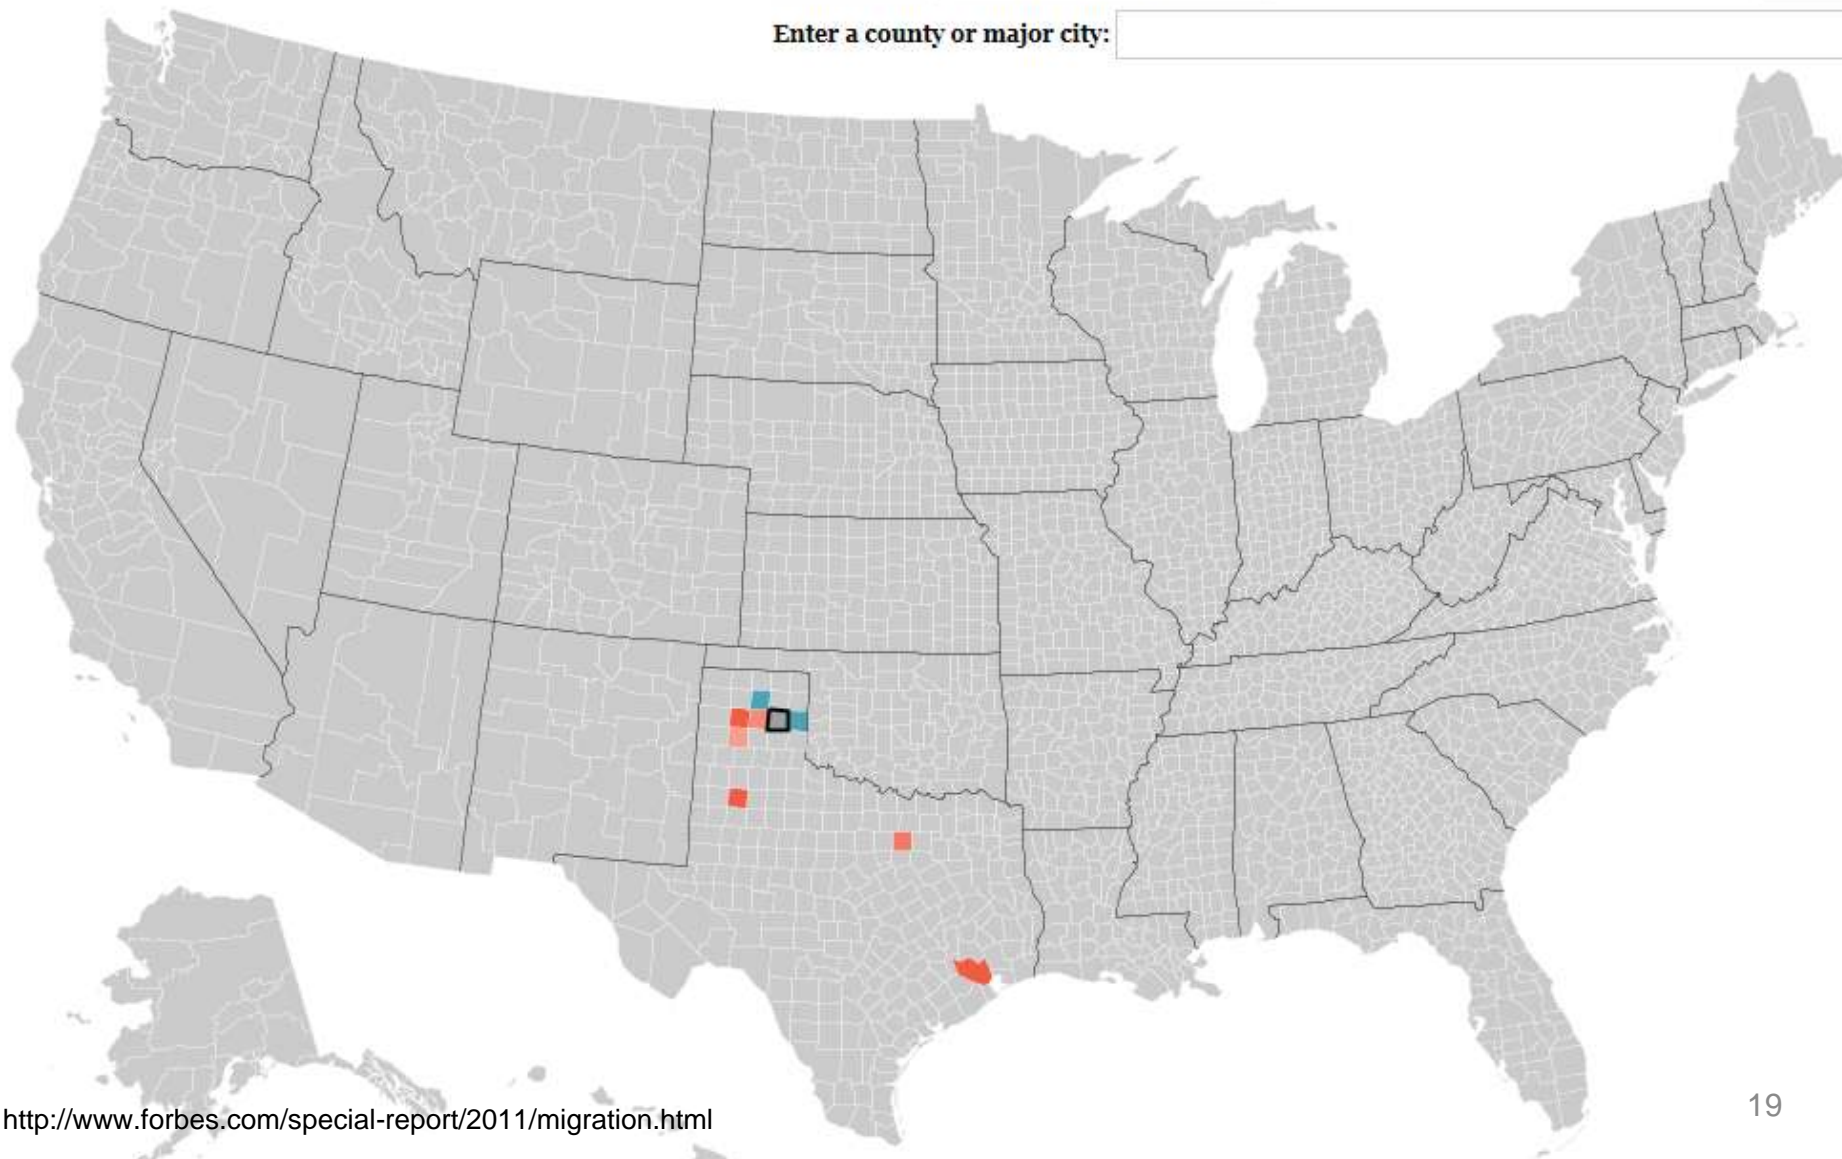 Enter a county or major city:
http://www.forbes.com/special-report/2011/migration.html
19